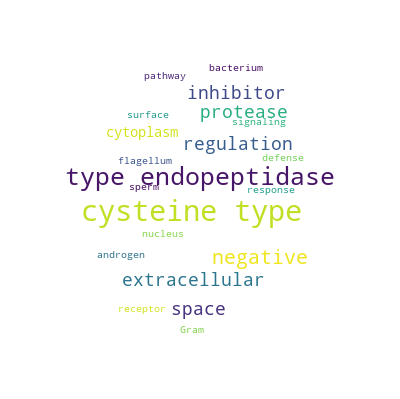 bacterium
pathway
inhibitor
protease
surface
signaling
cytoplasm
regulation
defense
flagellum
type endopeptidase
sperm
response
cysteine type
nucleus
androgen
negative
extracellular
receptor
space
Gram